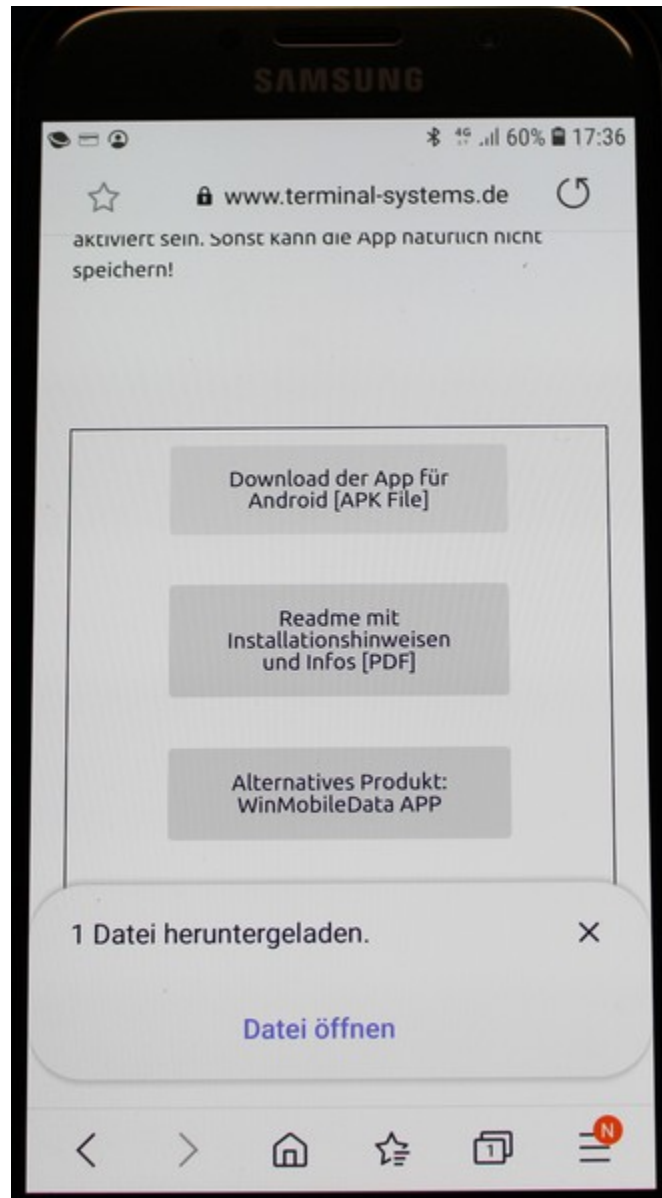 SAMSUNG
4G 60% 17:36
www.terminal-systems.de
aktiviert sein. Sonst kann die App natürlich nicht
speichern!
Download der App für
Android [APK File]
Readme mit
Installationshinweisen
und Infos [PDF]
Alternatives Produkt:
WinMobileData APP
1 Datei heruntergeladen.
Datei öffnen
1
N